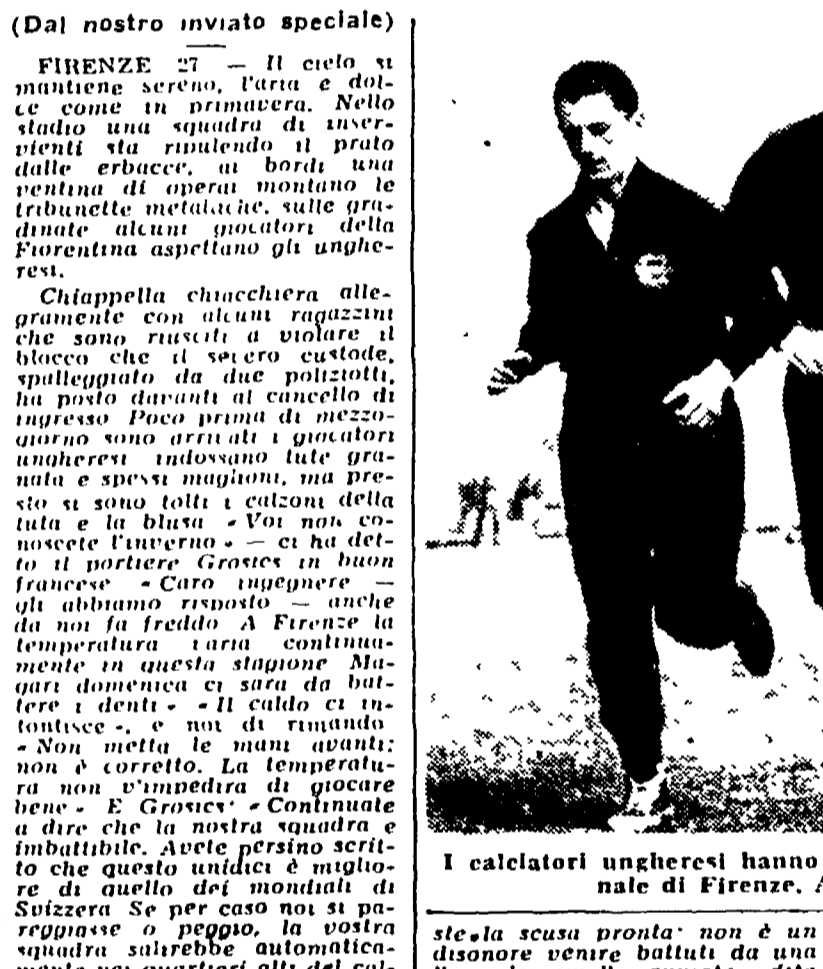 (Dal nostro inviato speciale)
FIRENZE 27 — Il cielo si
mantiene sereno, l'aria è dol-
ce come in primavera. Nello
stadio una squadra di inser-
vienti sta ripulendo il prato
dalle erbacce, ai bordi una
ventina di operai montano le
tribunette metalliche, sulle gra-
dinate alcuni giocatori della
Fiorentina aspettano gli unghe-
resi.
Chiappella chiacchiera alle-
gramente con alcuni ragazzini
che sono riusciti a violare il
blocco che il severo custode,
spalleggiato da due poliziotti,
ha posto davanti al cancello di
ingresso Poco prima di mezzo-
giorno sono arrivati i giocatori
ungheresi indossano tute gra-
nata e spessi maglioni, ma pre-
sto si sono tolti i calzoni della
tuta e la blusa « Voi non co-
noscete l'inverno » — ci ha det-
to il portiere Grosics in buon
francese « Caro ingegnere —
gli abbiamo risposto — anche
da noi fa freddo A Firenze la
temperatura varia continua-
mente in questa stagione Ma-
gari domenica ci sarà da bat-
tere i denti » « Il caldo ci in-
tontisce », e noi di rimando
« Non metta le mani avanti:
non è corretto. La temperatu-
ra non v'impedirà di giocare
bene » E Grosics: « Continuate
a dire che la nostra squadra è
imbattibile. Avete persino scrit-
to che questo unidici è miglio-
re di quello dei mondiali di
Svizzera Se per caso noi si pa-
reggiasse o peggio, la vostra
squadra salirebbe automatica-
mente nei quartieri alti del cal-
I calciatori ungheresi hanno
nale di Firenze. A
ste la scusa pronta: non è un
disonore venire battuti da una